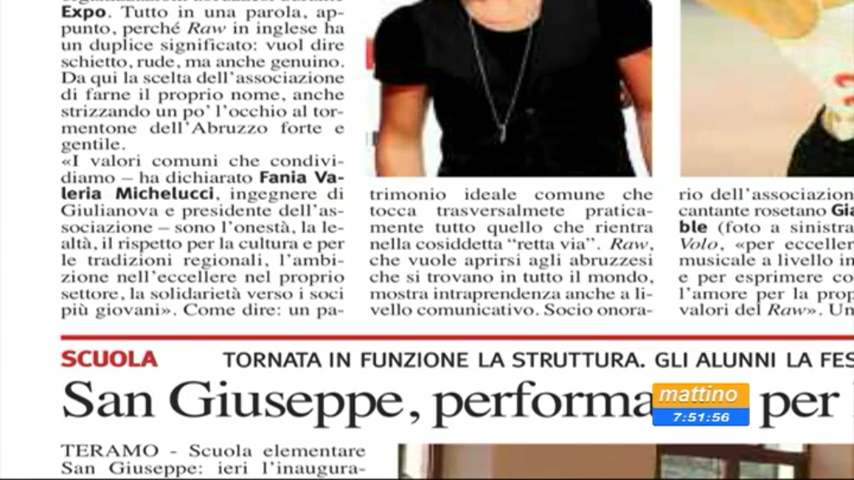 Expo. Tutto in una parola, ap-
punto, perché Raw in inglese ha
un duplice significato: vuol dire
schietto, rude, ma anche genuino.
Da qui la scelta dell'associazione
di farne il proprio nome, anche
strizzando un po' l'occhio al tor-
mentone dell'Abruzzo forte e
gentile.
«I valori comuni che condivi-
diamo – ha dichiarato Fania Va-
leria Michelucci, ingegnere di
Giulianova e presidente dell'as-
sociazione – sono l'onestà, la le-
altà, il rispetto per la cultura e per
le tradizioni regionali, l'ambi-
zione nell'eccellere nel proprio
settore, la solidarietà verso i soci
più giovani». Come dire: un pa-
trimonio ideale comune che
tocca trasversalmete pratica-
mente tutto quello che rientra
nella cosiddetta "retta via". Raw,
che vuole aprirsi agli abruzzesi
che si trovano in tutto il mondo,
mostra intraprendenza anche a li-
vello comunicativo. Socio onora-
rio dell'associazion
cantante rosetano Gia
ble (foto a sinistra
Volo, «per ecceller
musicale a livello in
e per esprimere co
l'amore per la prop
valori del Raw». Un
SCUOLA TORNATA IN FUNZIONE LA STRUTTURA. GLI ALUNNI LA FES
San Giuseppe, performa per
mattino
7:51:56
TERAMO - Scuola elementare
San Giuseppe: ieri l'inaugura-